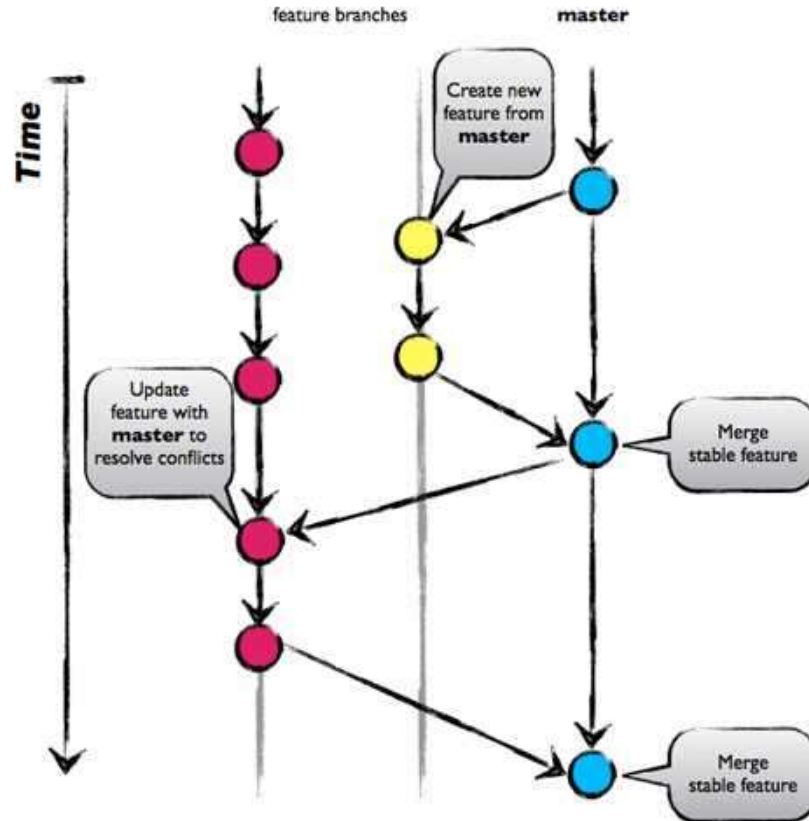 feature branches
master
Time
Create new
feature from
master
Update
feature with
master to
resolve conflicts
Merge
stable feature
Merge
stable feature